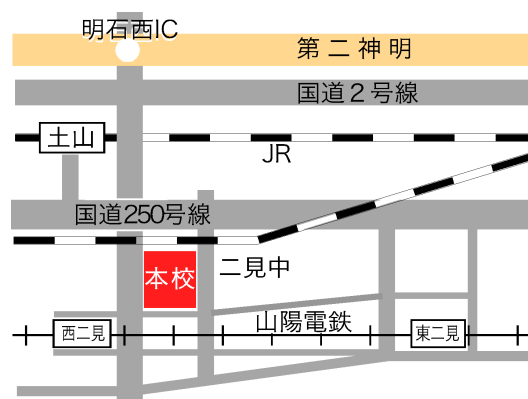 明石西IC
第二神明
国道２号線
土山
JR
国道250号線
本校
二見中
山陽電鉄
西二見
東二見